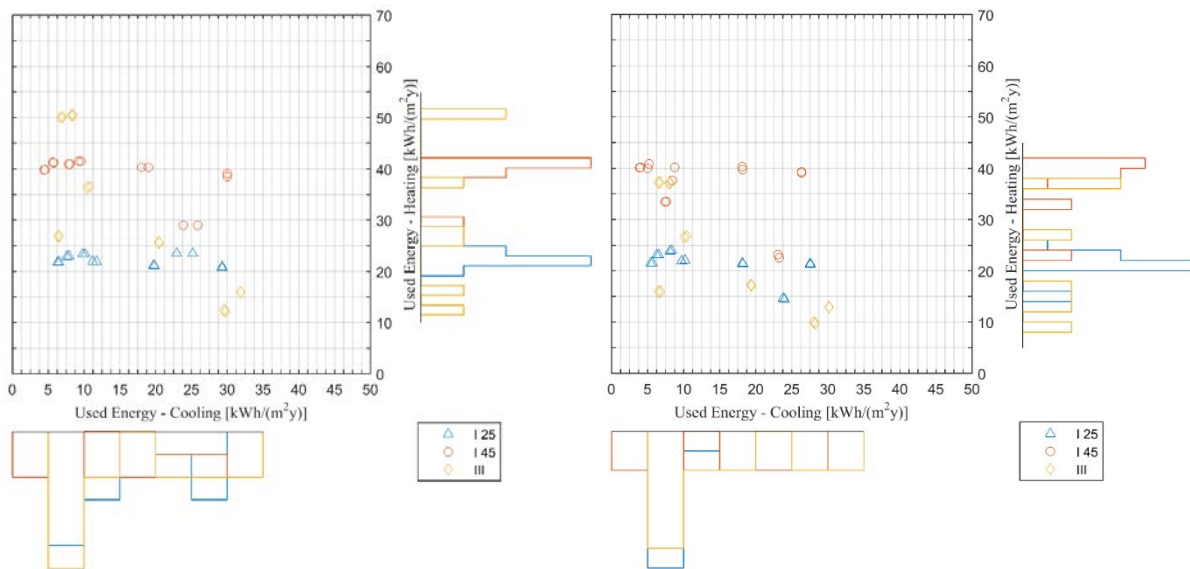 70
60
50
40
30
20
10
0
Used Energy - Heating [kWh/(m²y)]
0 5 10 15 20 25 30 35 40 45 50
Used Energy - Cooling [kWh/(m²y)]
I 25
I 45
III
70
60
50
40
30
20
10
0
Used Energy - Heating [kWh/(m²y)]
0 5 10 15 20 25 30 35 40 45 50
Used Energy - Cooling [kWh/(m²y)]
I 25
I 45
III